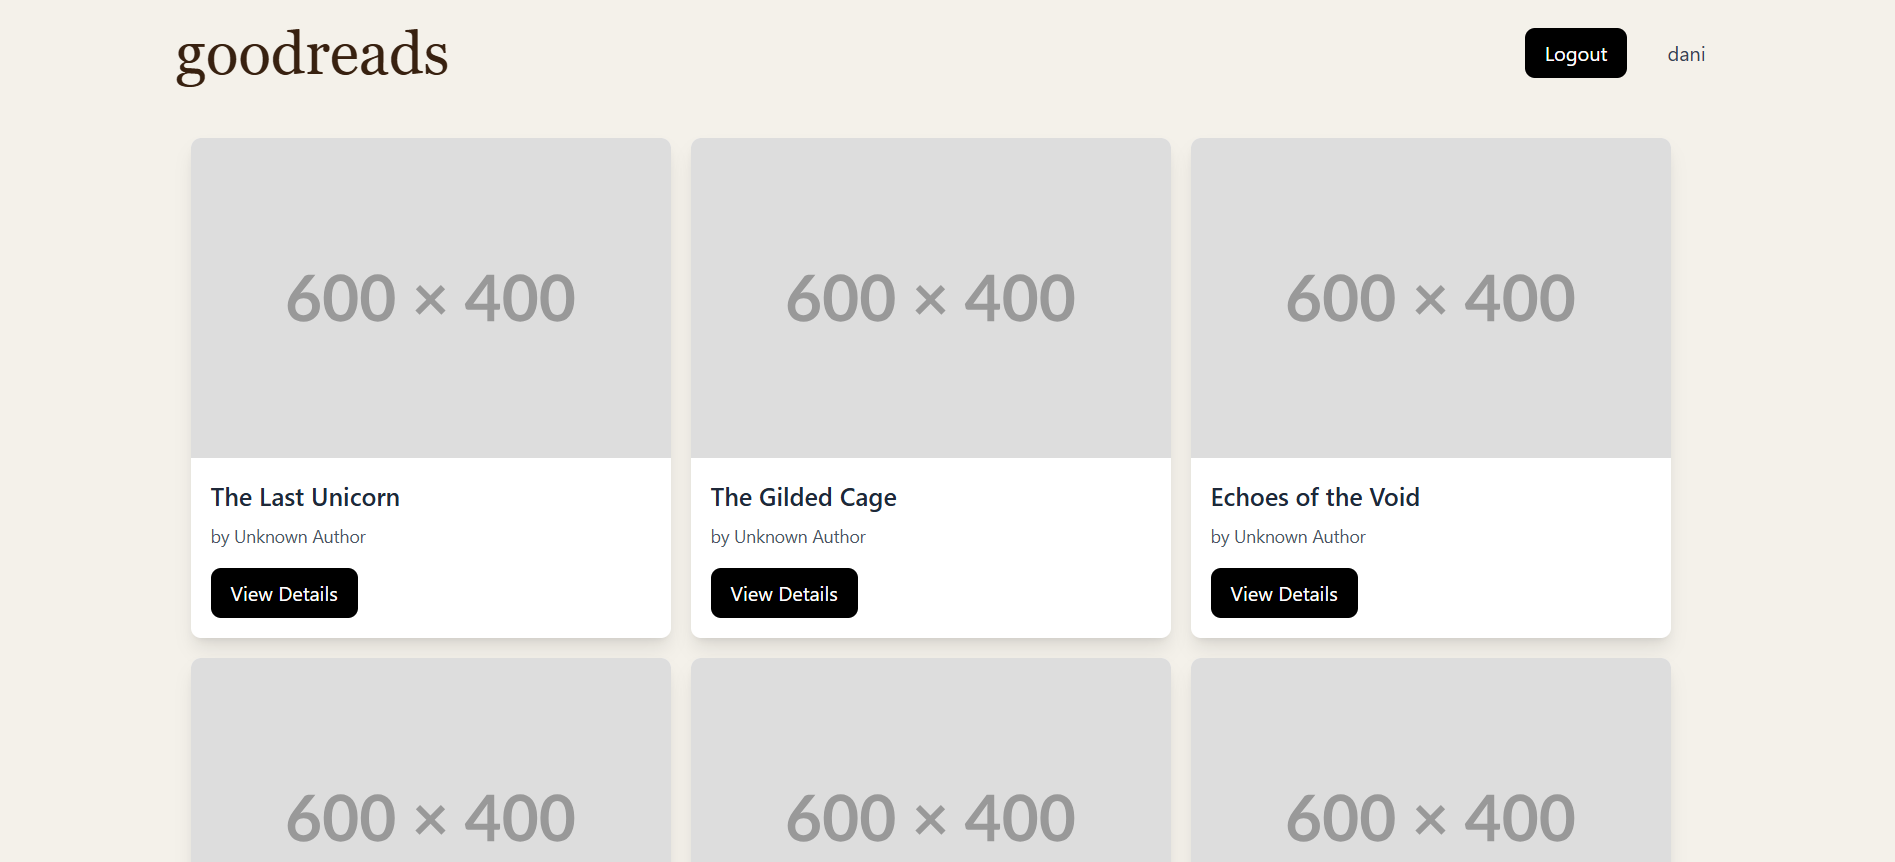 goodreads
Logout
dani
600 × 400
600 × 400
600 × 400
The Last Unicorn
by Unknown Author
View Details
The Gilded Cage
by Unknown Author
View Details
Echoes of the Void
by Unknown Author
View Details
600 × 400
600 × 400
600 × 400